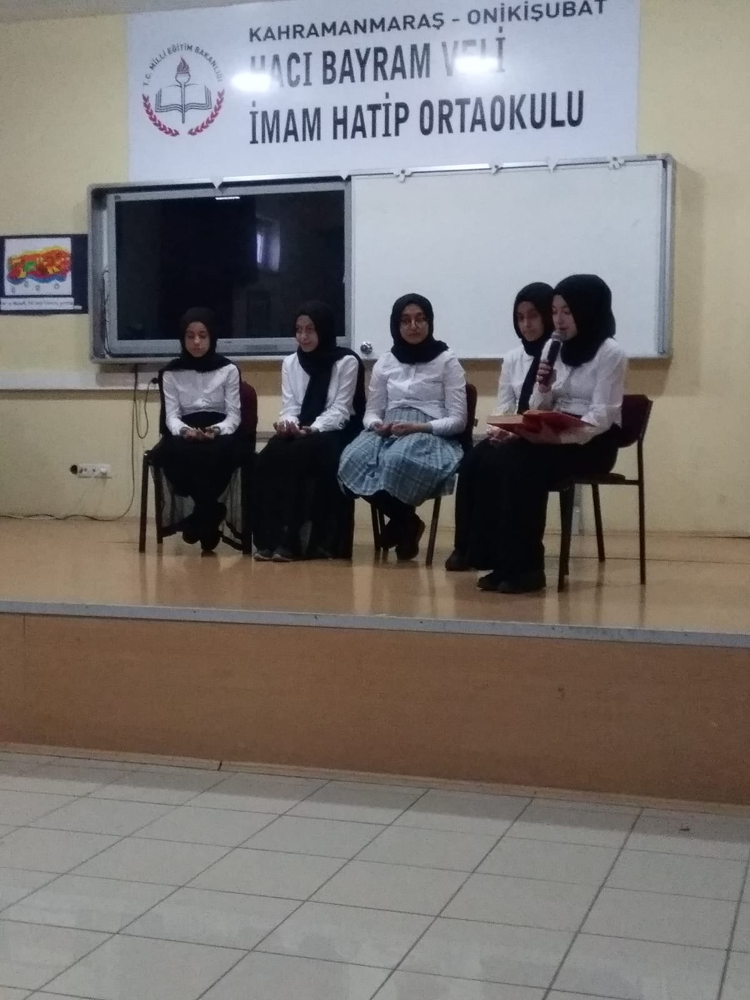 KAHRAMANMARAŞ - ONİKİŞUBAT
HACI BAYRAM VELİ
İMAM HATİP ORTAOKULU
T.C. MİLLİ EĞİTİM BAKANLIĞI